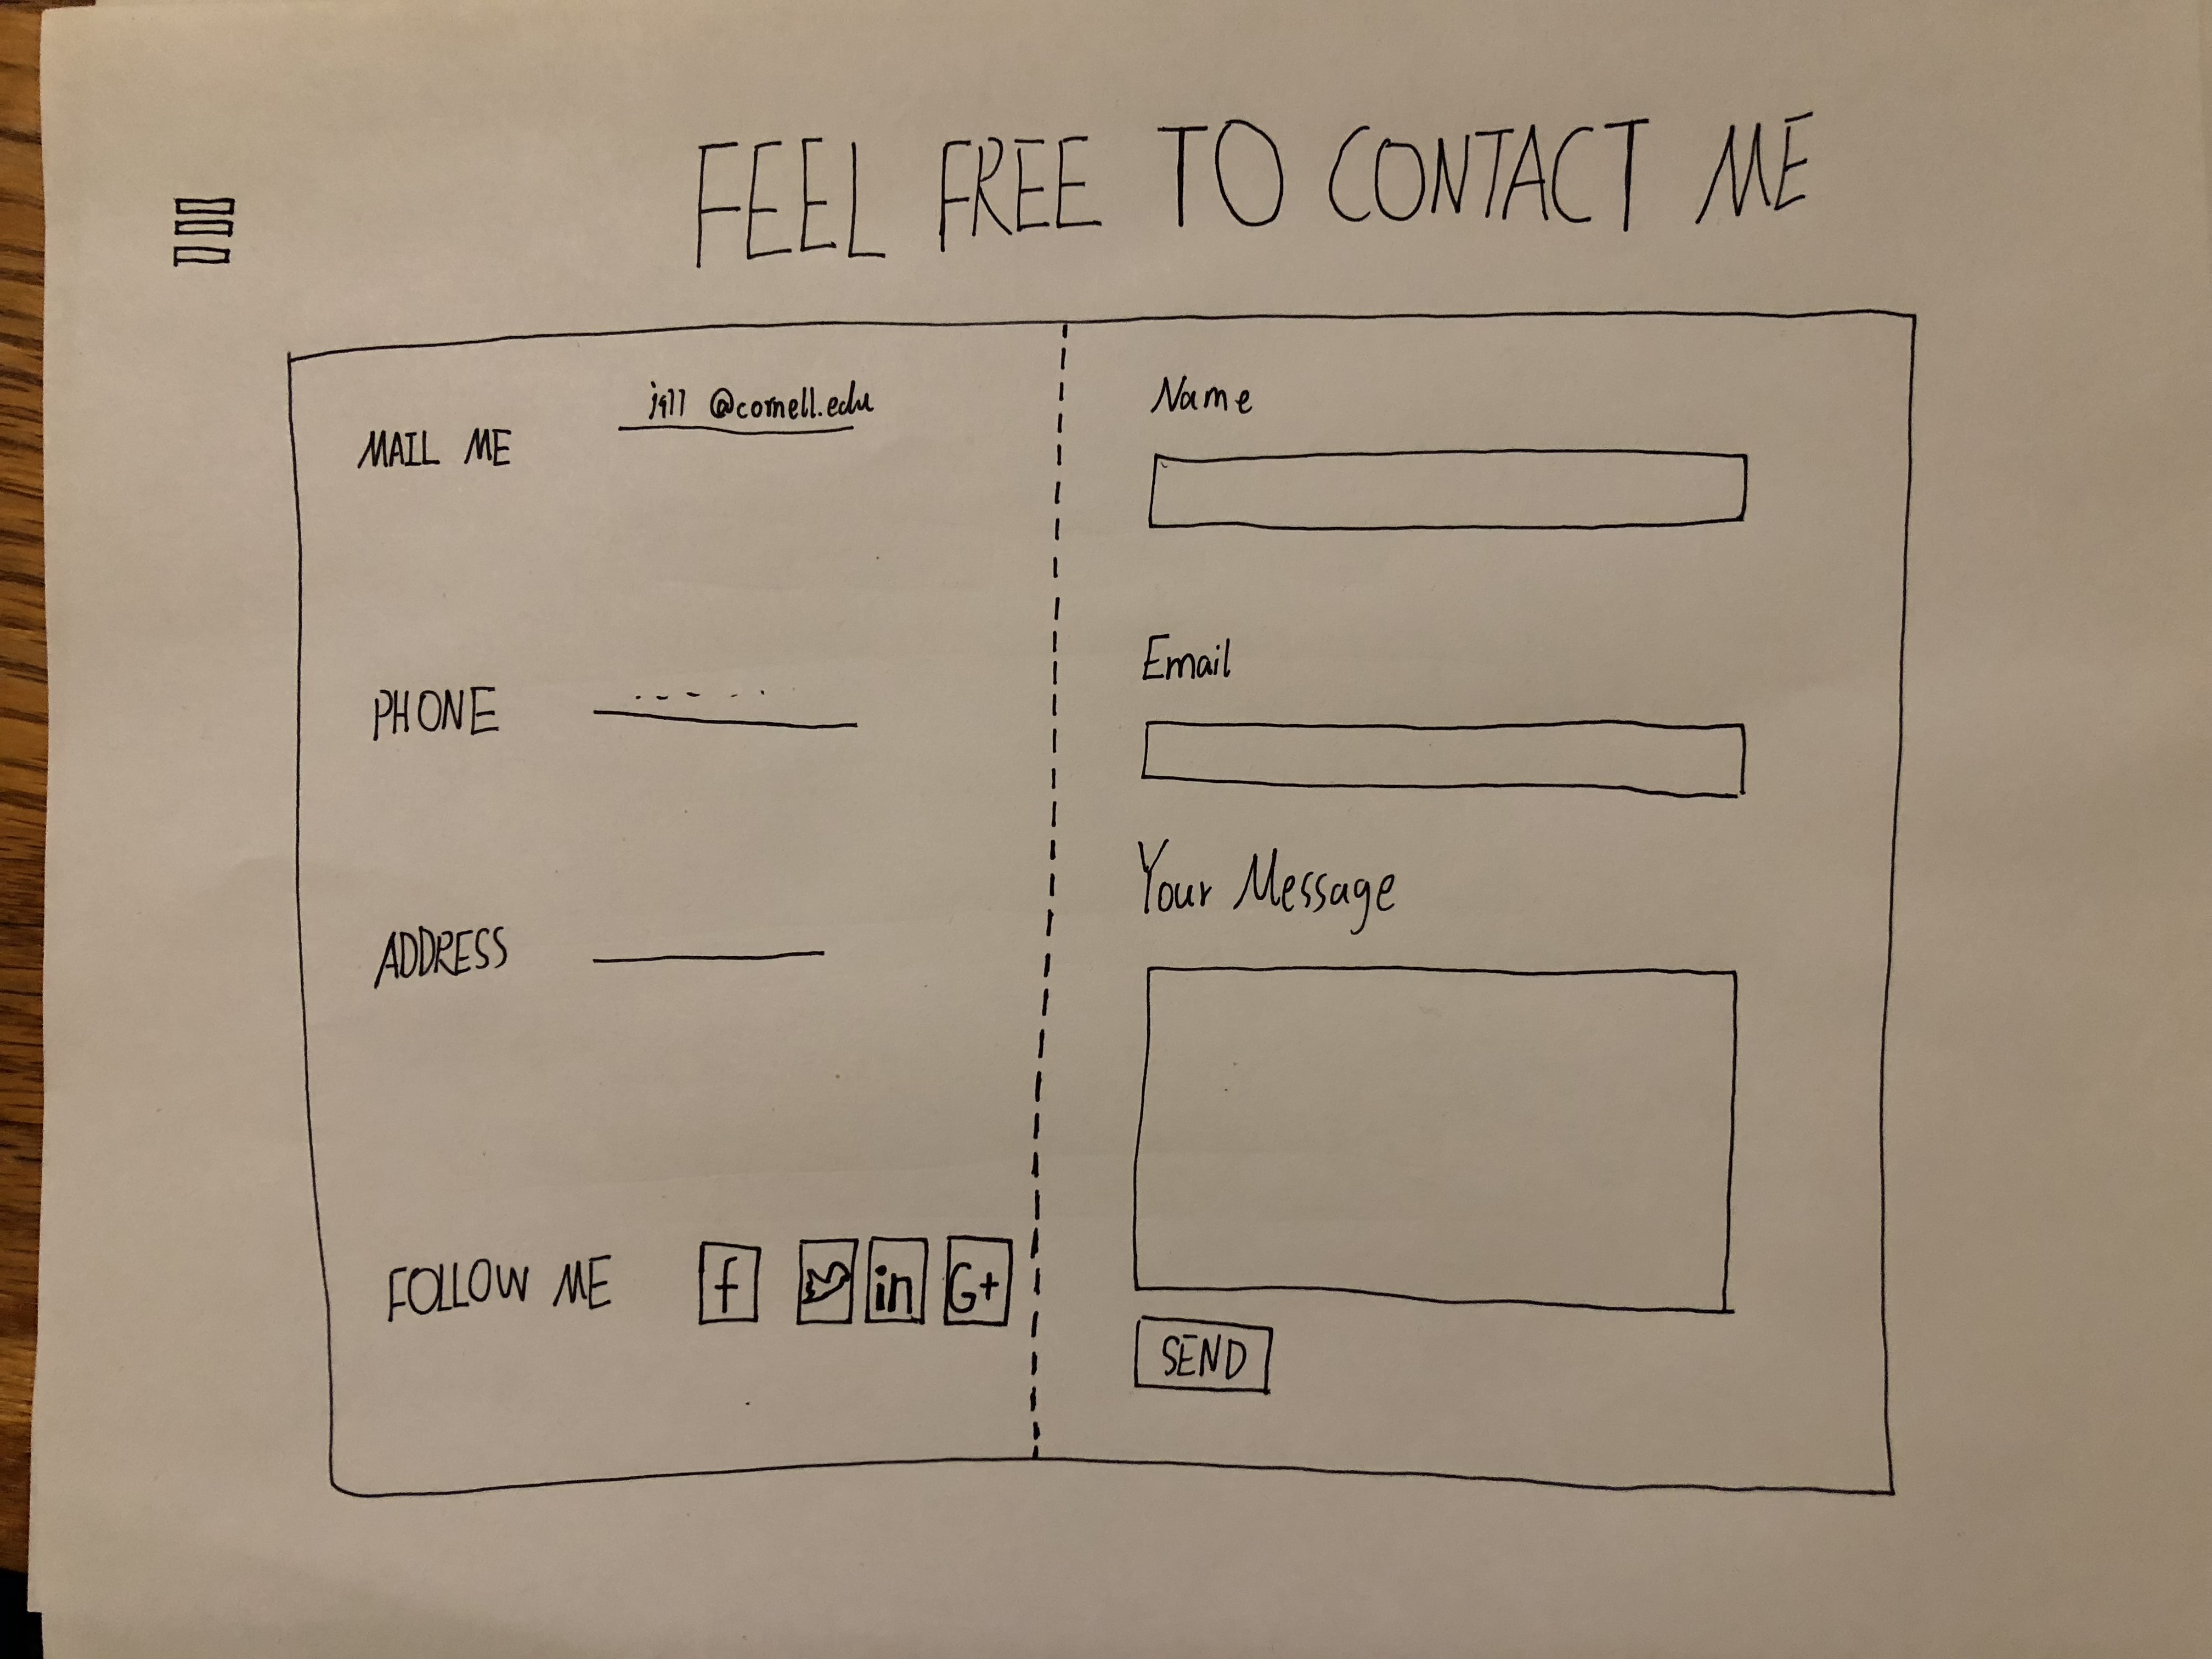 FEEL FREE TO CONTACT ME
MAIL ME
@cornell.edu
PHONE
ADDRESS
FOLLOW ME
f
in
G+
Name
Email
Your Message
SEND